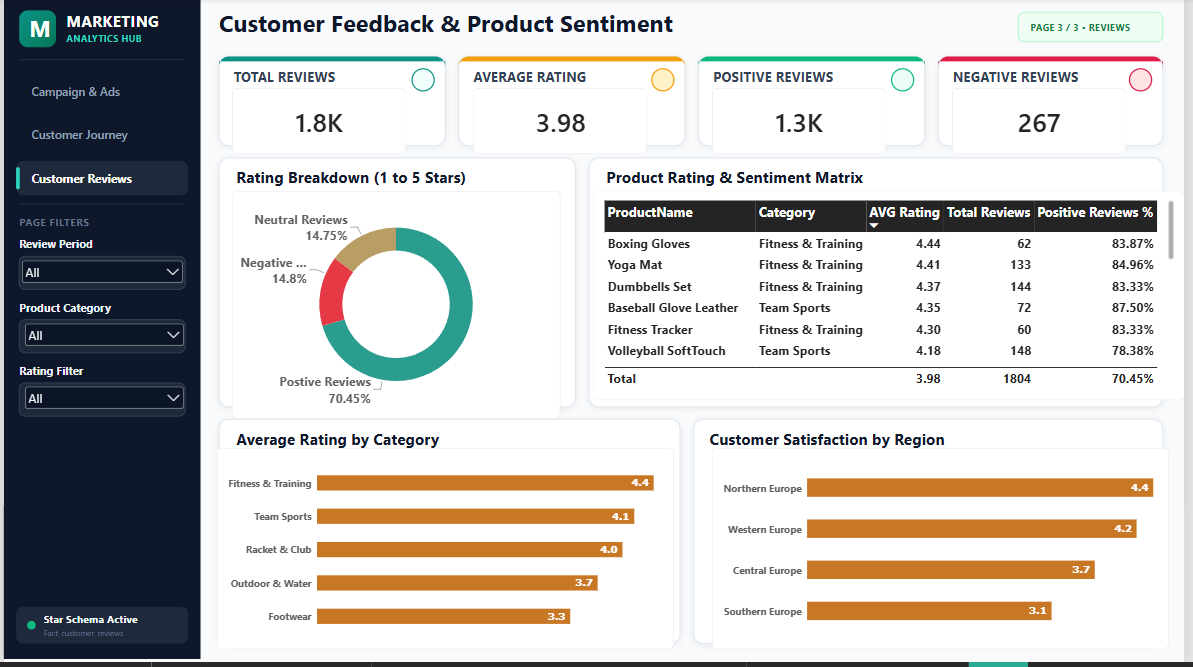 M
MARKETING
ANALYTICS HUB
Campaign & Ads
Customer Journey
Customer Reviews
PAGE FILTERS
Review Period
All
Product Category
All
Rating Filter
All
Star Schema Active
Fact_customer_reviews
Customer Feedback & Product Sentiment
PAGE 3 / 3 • REVIEWS
TOTAL REVIEWS
1.8K
AVERAGE RATING
3.98
POSITIVE REVIEWS
1.3K
NEGATIVE REVIEWS
267
Rating Breakdown (1 to 5 Stars)
Neutral Reviews
14.75%
Negative ...
14.8%
Postive Reviews
70.45%
Product Rating & Sentiment Matrix
ProductName Category AVG Rating Total Reviews Positive Reviews %
Boxing Gloves Fitness & Training 4.44 62 83.87%
Yoga Mat Fitness & Training 4.41 133 84.96%
Dumbbells Set Fitness & Training 4.37 144 83.33%
Baseball Glove Leather Team Sports 4.35 72 87.50%
Fitness Tracker Fitness & Training 4.30 60 83.33%
Volleyball SoftTouch Team Sports 4.18 148 78.38%
Total 3.98 1804 70.45%
Average Rating by Category
Fitness & Training 4.4
Team Sports 4.1
Racket & Club 4.0
Outdoor & Water 3.7
Footwear 3.3
Customer Satisfaction by Region
Northern Europe 4.4
Western Europe 4.2
Central Europe 3.7
Southern Europe 3.1